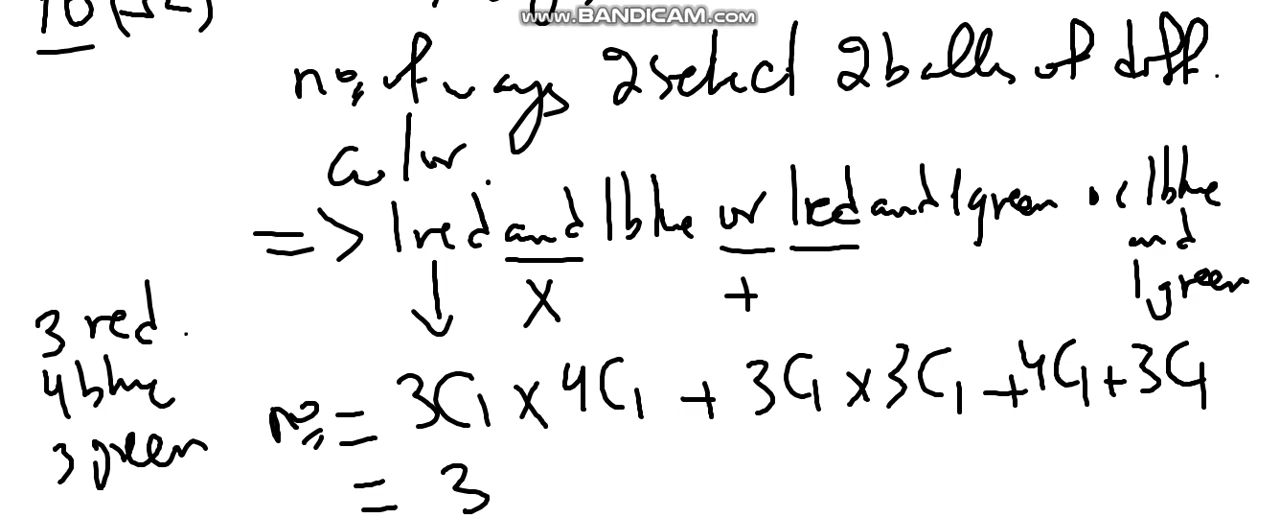 www.BANDICAM.com
no. of ways 2 select 2 balls of diff.
color.
=> 1 red and 1 blue or 1 red and 1 green or 1 blue
and
1 green
X +
3 red
4 blue
3 green
no. = 3C1 x 4C1 + 3C1 x 3C1 + 4C1 + 3C1
= 3